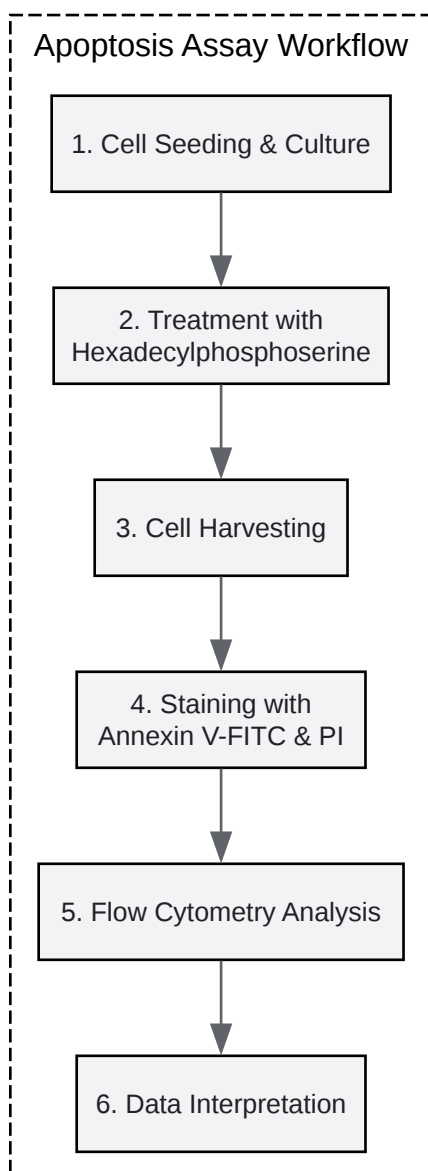 Apoptosis Assay Workflow
1. Cell Seeding & Culture
2. Treatment with
Hexadecylphosphoserine
3. Cell Harvesting
4. Staining with
Annexin V-FITC & PI
5. Flow Cytometry Analysis
6. Data Interpretation